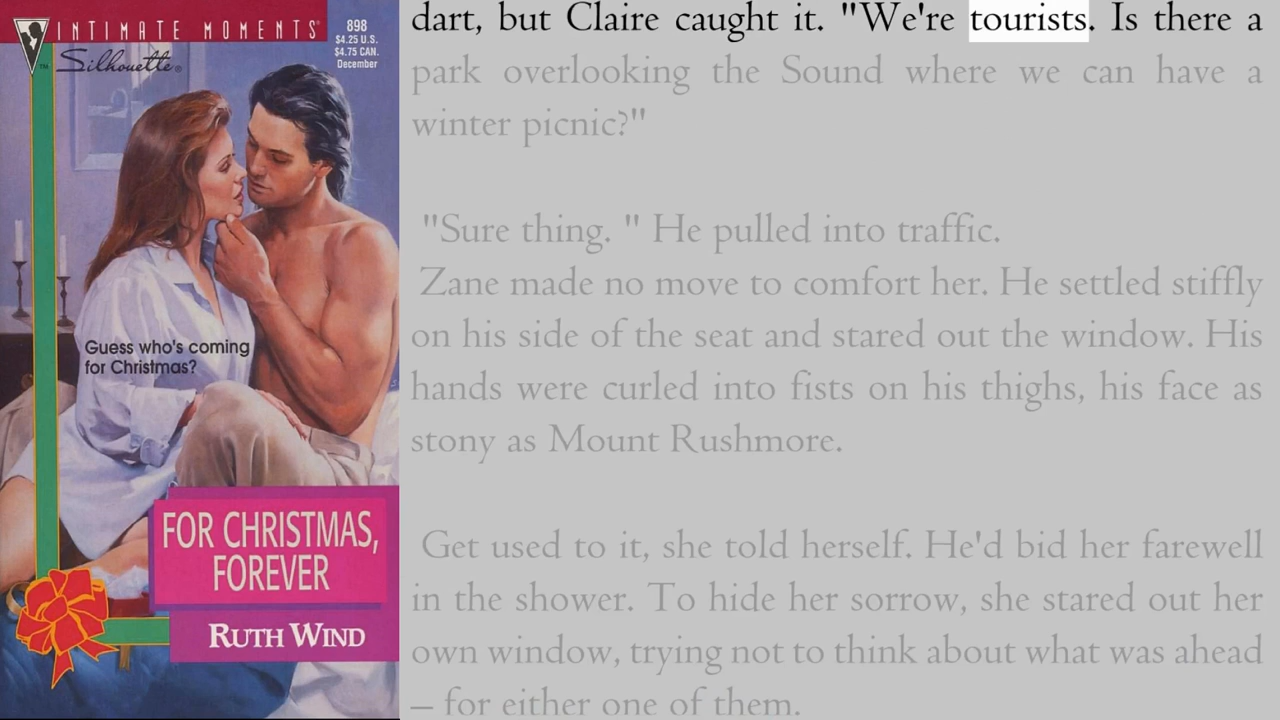 INTIMATE MOMENTS®
898
$4.25 U.S.
$4.75 CAN.
December
™
Silhouette®
Guess who's coming
for Christmas?
FOR CHRISTMAS,
FOREVER
RUTH WIND
dart, but Claire caught it. "We're tourists. Is there a
park overlooking the Sound where we can have a
winter picnic?"
"Sure thing. " He pulled into traffic.
Zane made no move to comfort her. He settled stiffly
on his side of the seat and stared out the window. His
hands were curled into fists on his thighs, his face as
stony as Mount Rushmore.
Get used to it, she told herself. He'd bid her farewell
in the shower. To hide her sorrow, she stared out her
own window, trying not to think about what was ahead
– for either one of them.